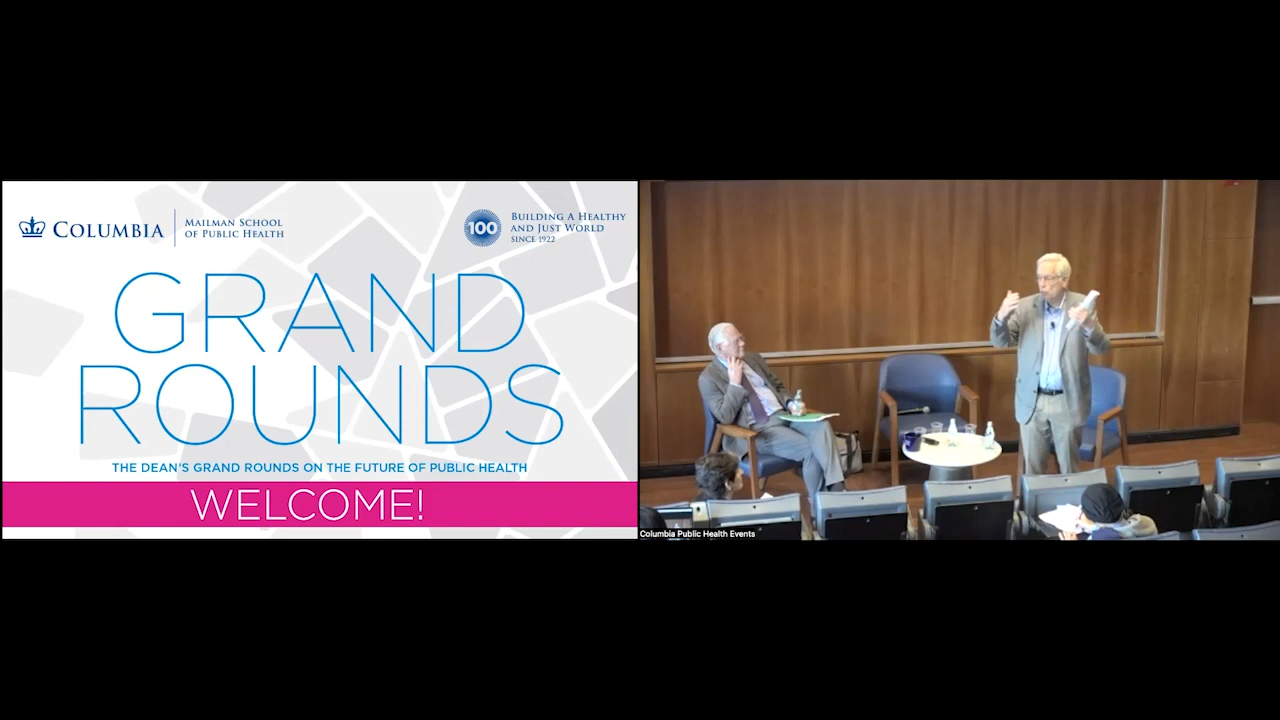 COLUMBIA
MAILMAN SCHOOL
OF PUBLIC HEALTH
100
BUILDING A HEALTHY
AND JUST WORLD
SINCE 1922
GRAND
ROUNDS
THE DEAN'S GRAND ROUNDS ON THE FUTURE OF PUBLIC HEALTH
WELCOME!
Columbia Public Health Events